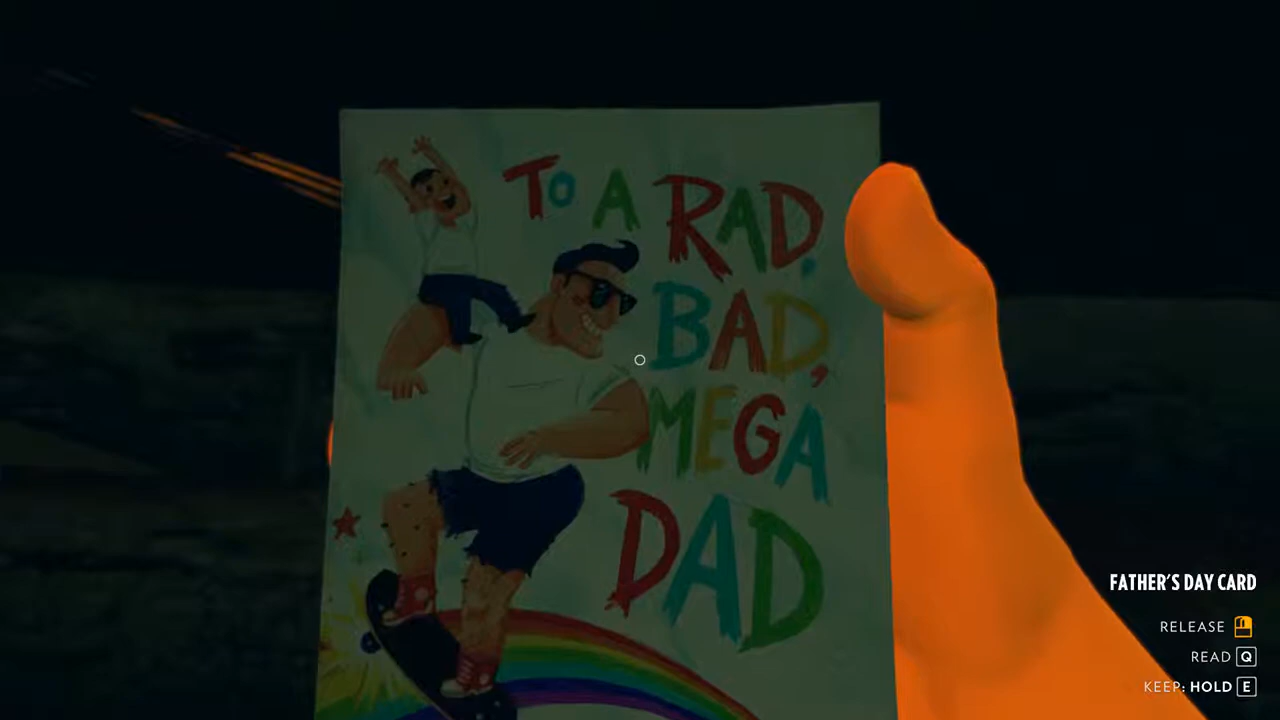 TO A RAD,
BAD,
MEGA
DAD
FATHER'S DAY CARD
RELEASE
READ Q
KEEP: HOLD E